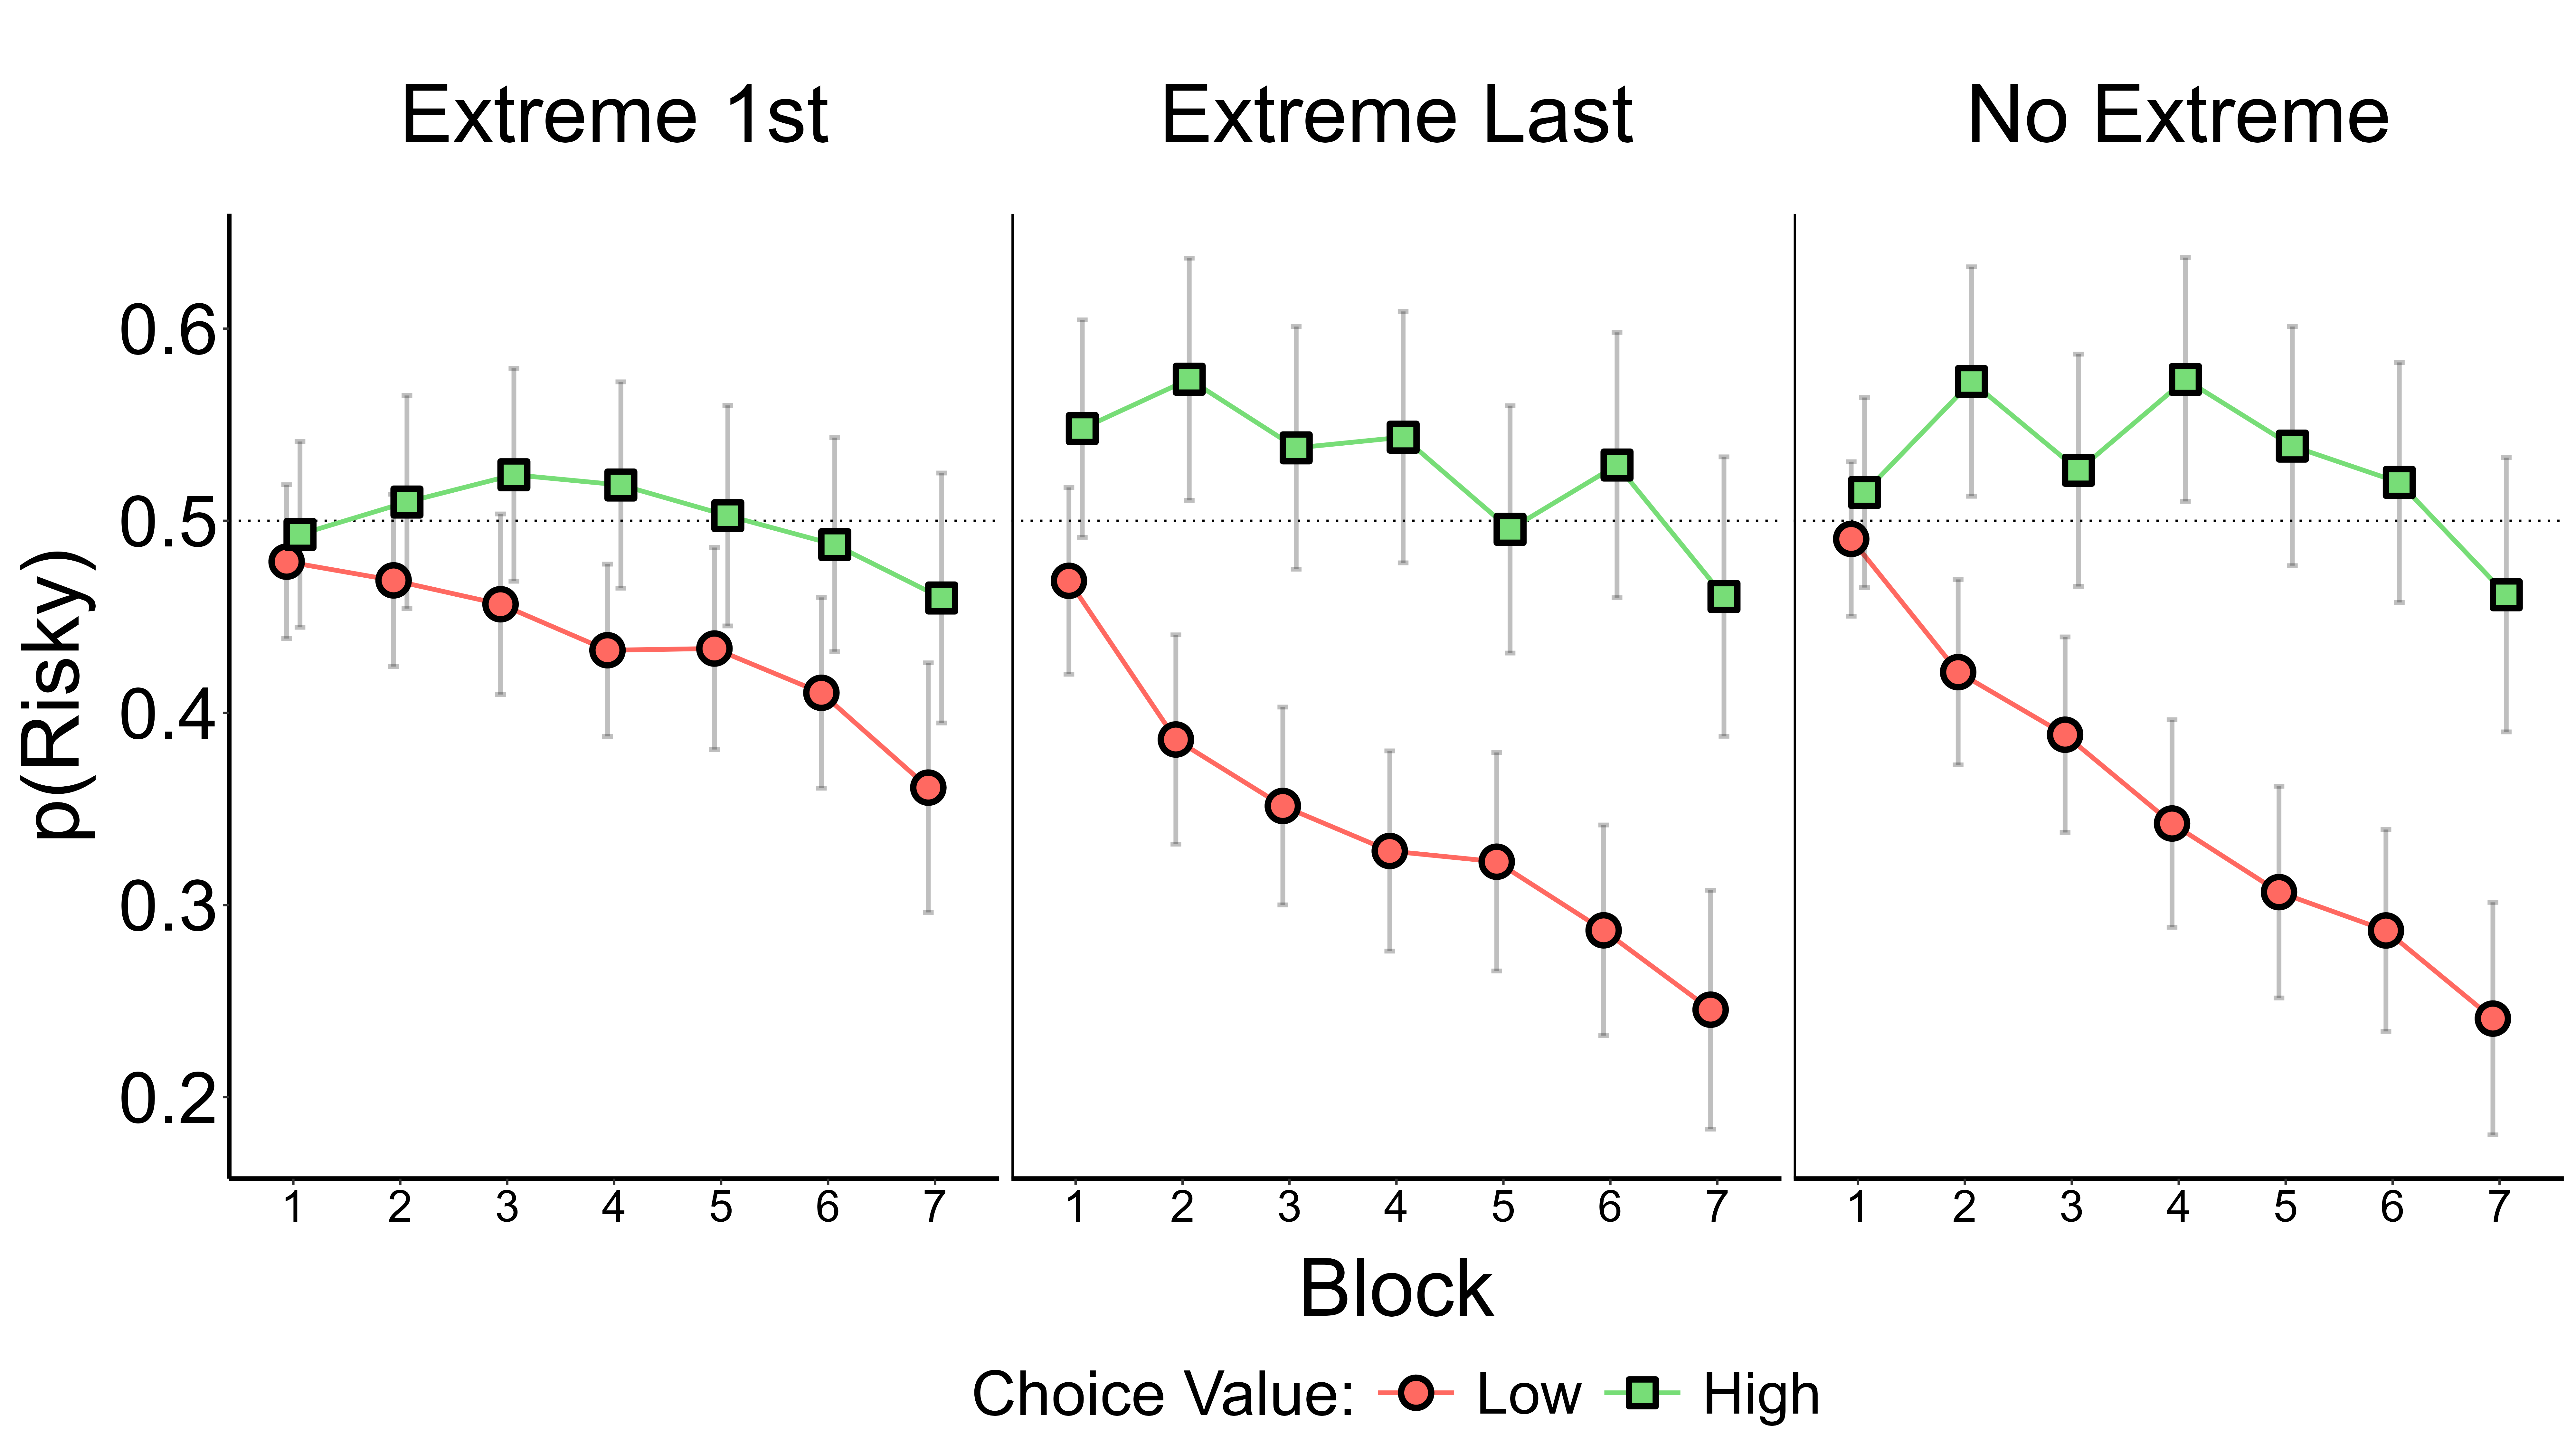 Extreme 1st Extreme Last No Extreme
p(Risky)
0.6
0.5
0.4
0.3
0.2
1 2 3 4 5 6 7 1 2 3 4 5 6 7 1 2 3 4 5 6 7
Block
Choice Value: Low High